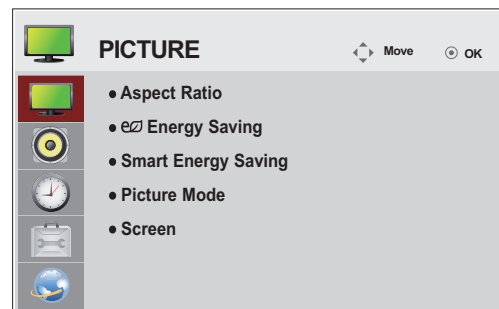 PICTURE
Move
OK
● Aspect Ratio
● e Energy Saving
● Smart Energy Saving
● Picture Mode
● Screen